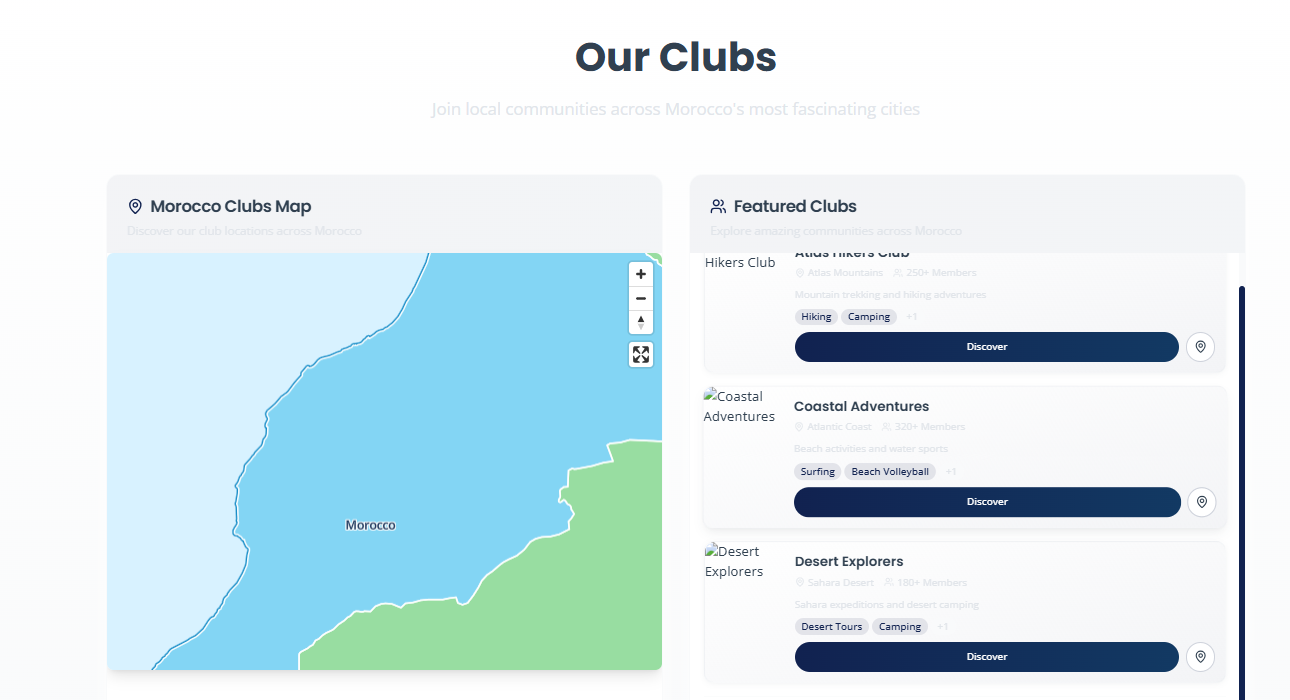 Our Clubs
Join local communities across Morocco's most fascinating cities
Morocco Clubs Map
Discover our club locations across Morocco
Morocco
Featured Clubs
Explore amazing communities across Morocco
Hikers Club
Atlas Hikers Club
Atlas Mountains 250+ Members
Mountain trekking and hiking adventures
Hiking Camping +1
Discover
Coastal
Adventures
Coastal Adventures
Atlantic Coast 320+ Members
Beach activities and water sports
Surfing Beach Volleyball +1
Discover
Desert
Explorers
Desert Explorers
Sahara Desert 180+ Members
Sahara expeditions and desert camping
Desert Tours Camping +1
Discover